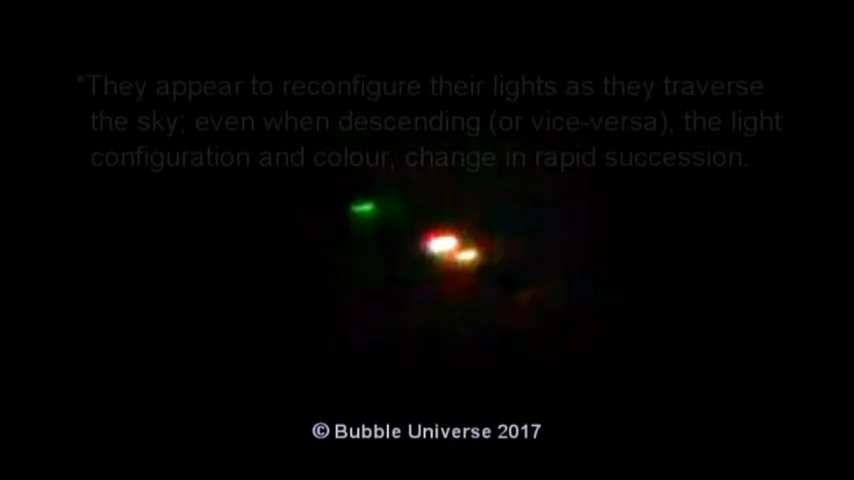 "They appear to reconfigure their lights as they traverse
the sky; even when descending (or vice-versa), the light
configuration and colour, change in rapid succession.
© Bubble Universe 2017